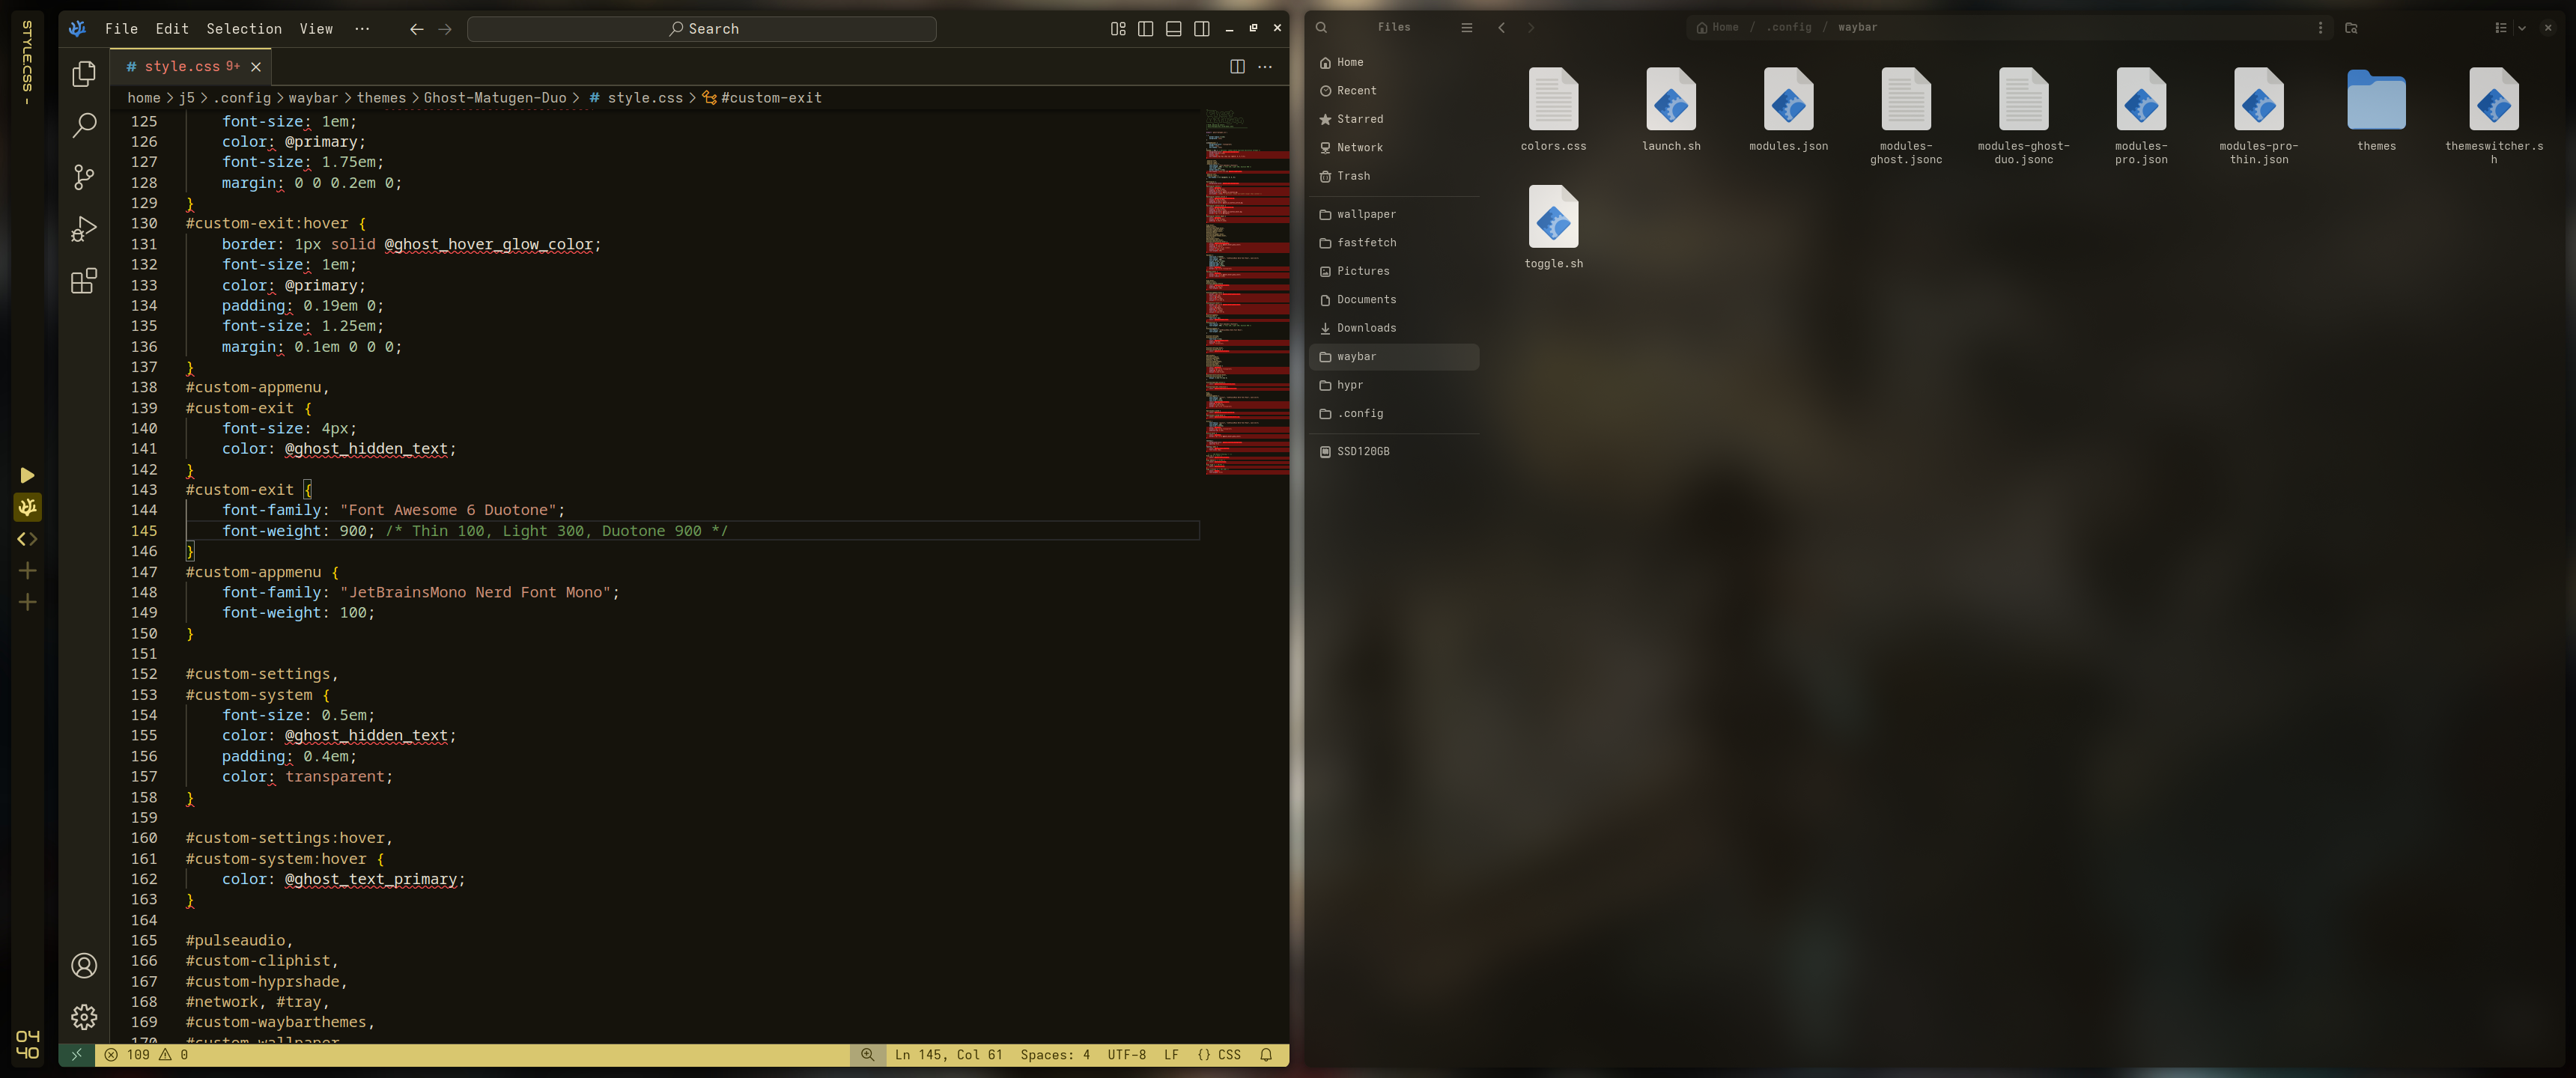 STYLE.CSS -
04
40
File Edit Selection View ··· Search
# style.css 9+
home > j5 > .config > waybar > themes > Ghost-Matugen-Duo > # style.css > #custom-exit
125 font-size: 1em;
126 color: @primary;
127 font-size: 1.75em;
128 margin: 0 0 0.2em 0;
129 }
130 #custom-exit:hover {
131 border: 1px solid @ghost_hover_glow_color;
132 font-size: 1em;
133 color: @primary;
134 padding: 0.19em 0;
135 font-size: 1.25em;
136 margin: 0.1em 0 0 0;
137 }
138 #custom-appmenu,
139 #custom-exit {
140 font-size: 4px;
141 color: @ghost_hidden_text;
142 }
143 #custom-exit {
144 font-family: "Font Awesome 6 Duotone";
145 font-weight: 900; /* Thin 100, Light 300, Duotone 900 */
146 }
147 #custom-appmenu {
148 font-family: "JetBrainsMono Nerd Font Mono";
149 font-weight: 100;
150 }
151
152 #custom-settings,
153 #custom-system {
154 font-size: 0.5em;
155 color: @ghost_hidden_text;
156 padding: 0.4em;
157 color: transparent;
158 }
159
160 #custom-settings:hover,
161 #custom-system:hover {
162 color: @ghost_text_primary;
163 }
164
165 #pulseaudio,
166 #custom-cliphist,
167 #custom-hyprshade,
168 #network, #tray,
169 #custom-waybarthemes,
170 #custom-wallpaper
109 0 Ln 145, Col 61 Spaces: 4 UTF-8 LF {} CSS
Files
Home / .config / waybar
Home
Recent
Starred
Network
Trash
wallpaper
fastfetch
Pictures
Documents
Downloads
waybar
hypr
.config
SSD120GB
colors.css
launch.sh
modules.json
modules-
ghost.jsonc
modules-ghost-
duo.jsonc
modules-
pro.json
modules-pro-
thin.json
themes
themeswitcher.s
h
toggle.sh